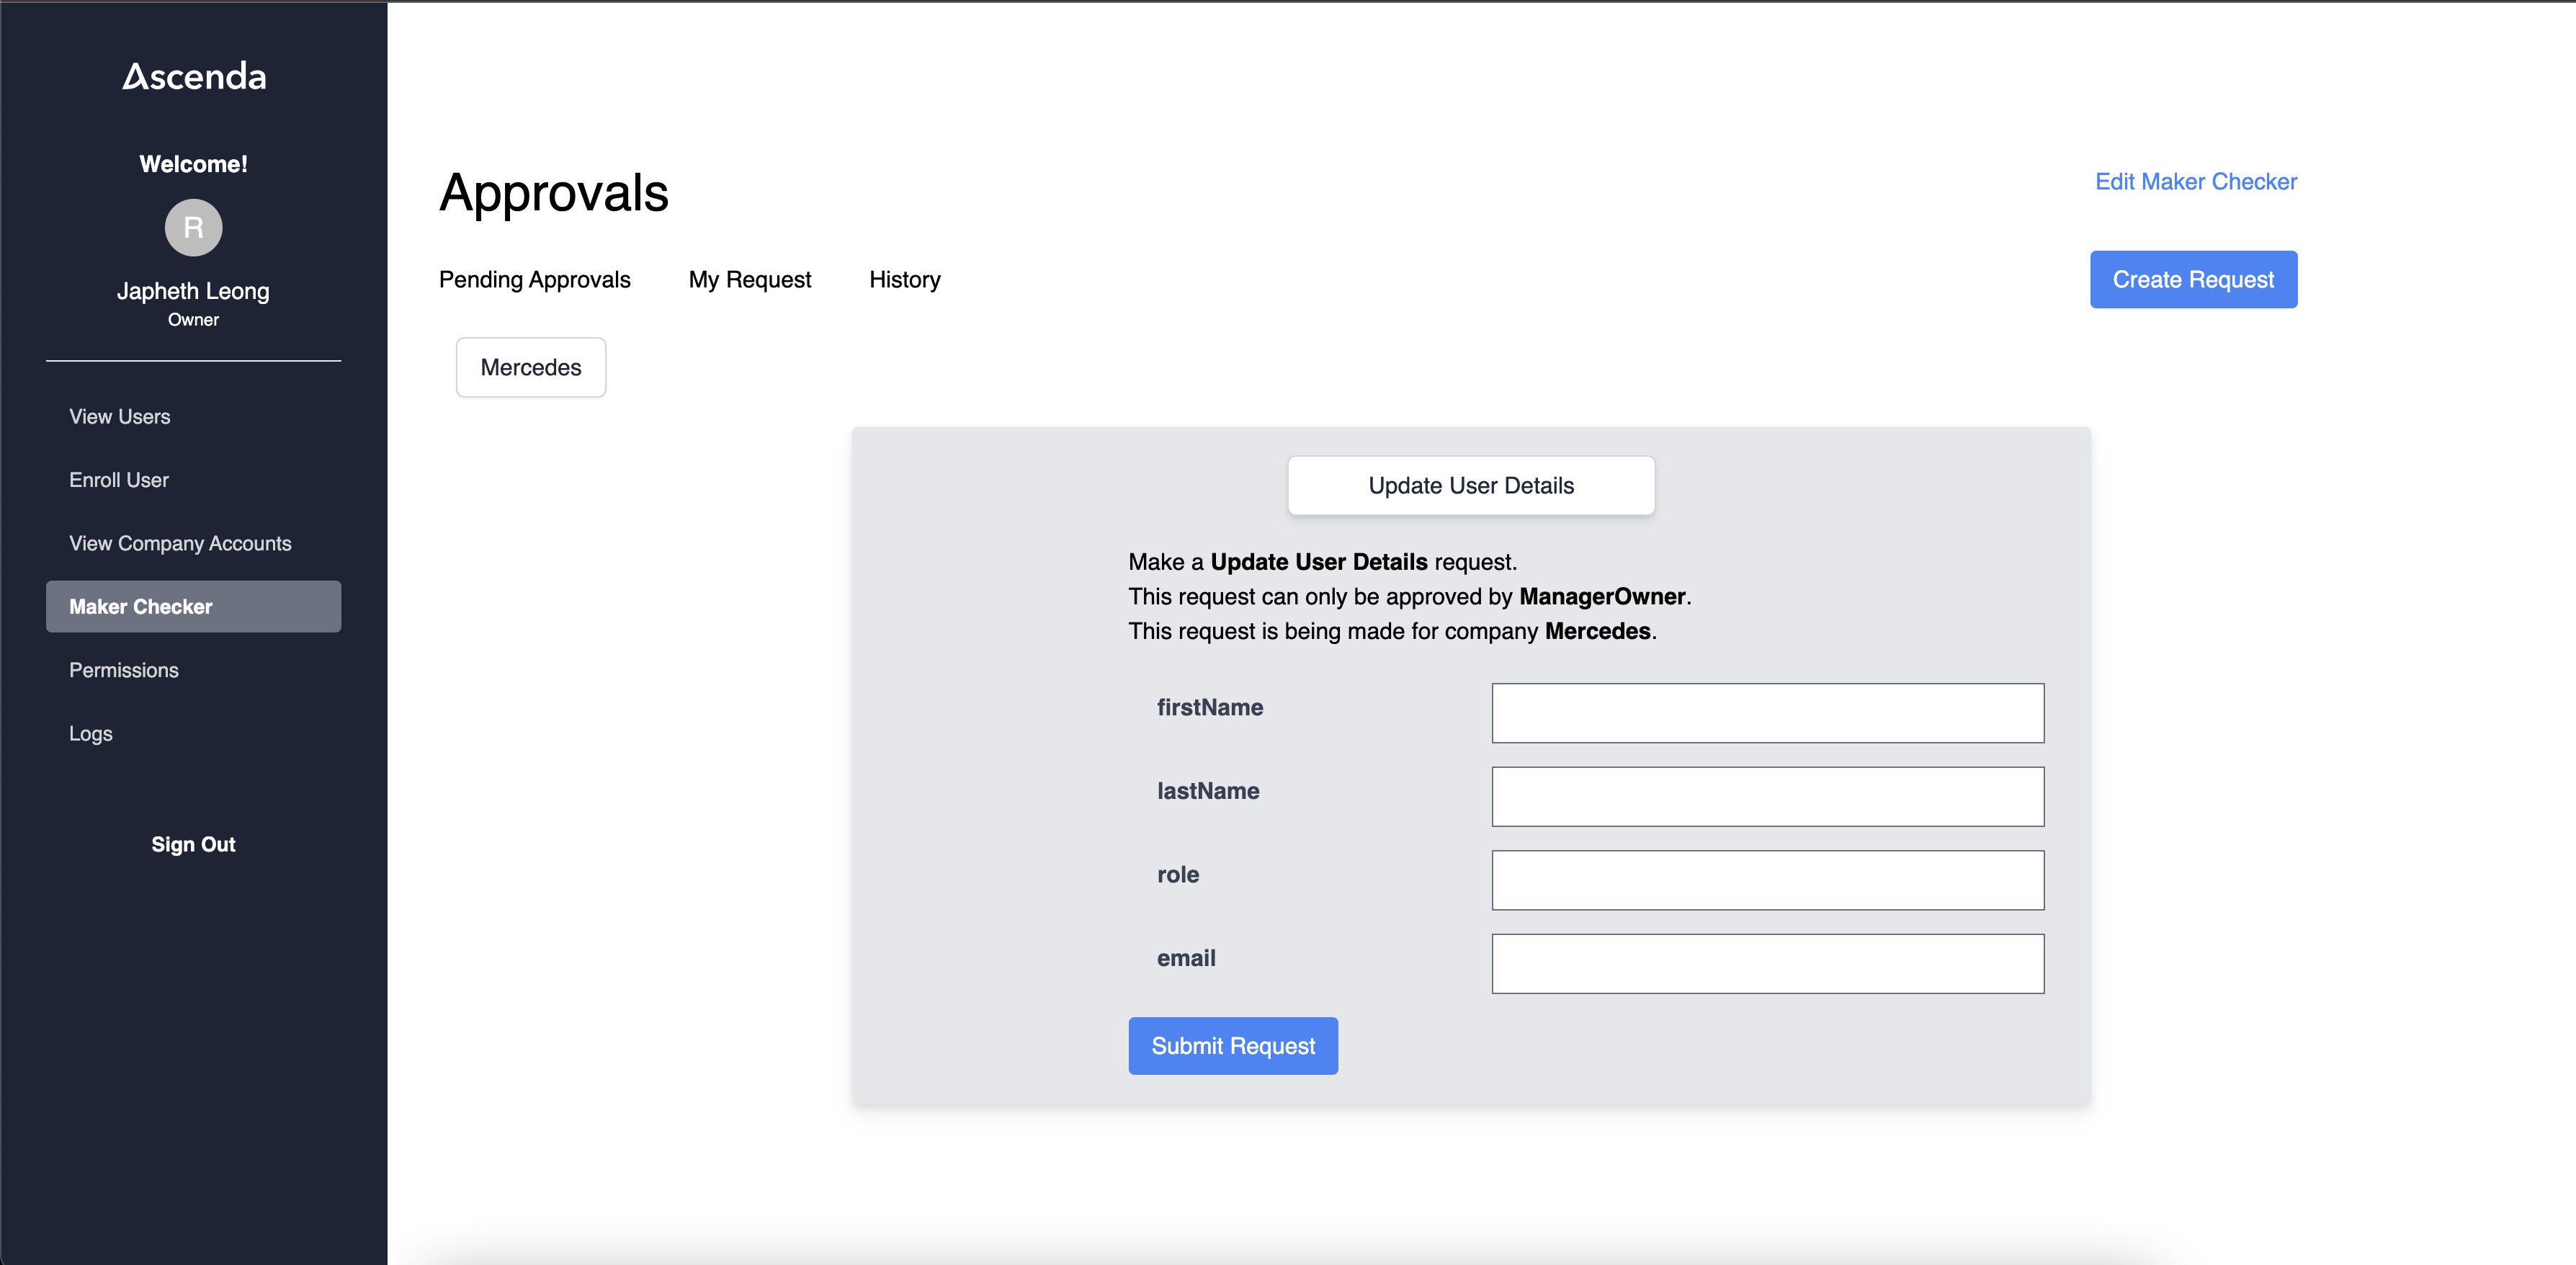 Ascenda
Welcome!
R
Japheth Leong
Owner
View Users
Enroll User
View Company Accounts
Maker Checker
Permissions
Logs
Sign Out
Approvals
Edit Maker Checker
Pending Approvals My Request History
Create Request
Mercedes
Update User Details
Make a Update User Details request.
This request can only be approved by ManagerOwner.
This request is being made for company Mercedes.
firstName
lastName
role
email
Submit Request